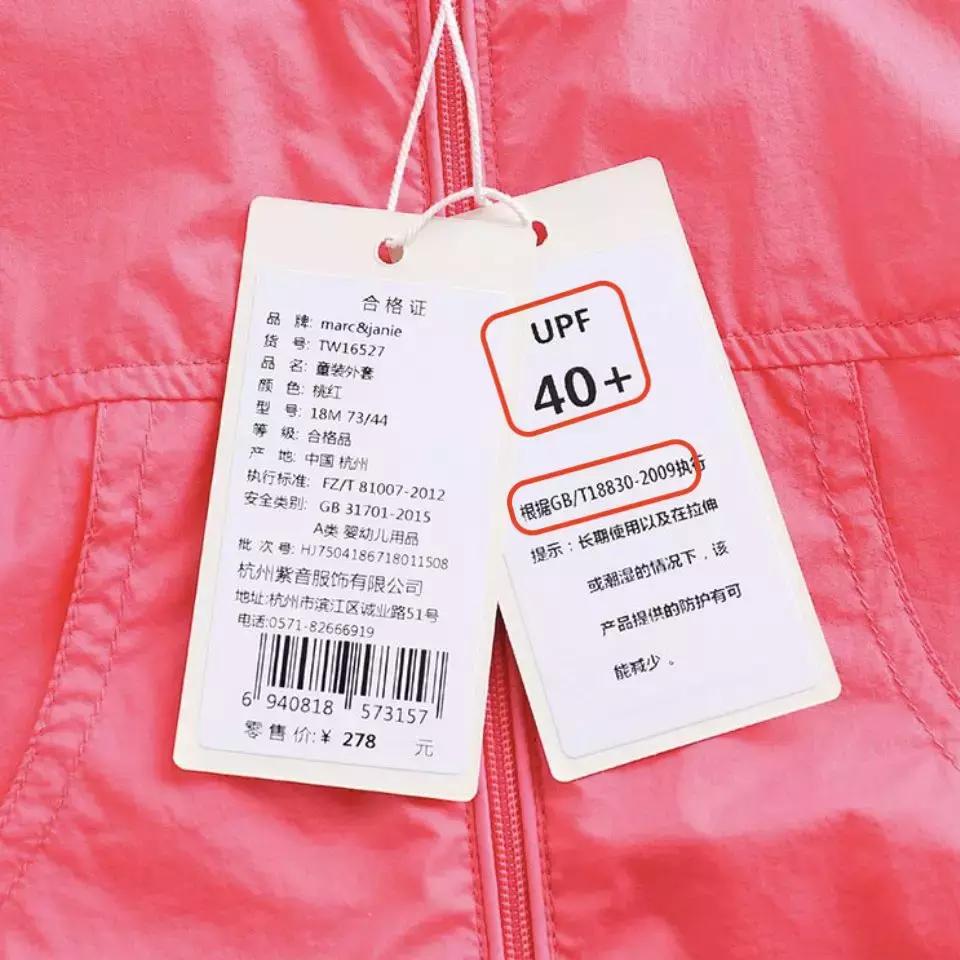 合格证
品 牌: marc&janie
货 号: TW16527
品 名: 童装外套
颜 色: 桃红
型 号: 18M 73/44
等 级: 合格品
产 地: 中国 杭州
执行标准: FZ/T 81007-2012
安全类别: GB 31701-2015
A类 婴幼儿用品
批 次 号: HJ7504186718011508
杭州紫音服饰有限公司
地址:杭州市滨江区诚业路51号
电话:0571-82666919
6 940818 573157
零 售 价:¥ 278 元
UPF
40+
根据GB/T18830-2009执行
提示：长期使用以及在拉伸
或潮湿的情况下，该
产品提供的防护有可
能减少。